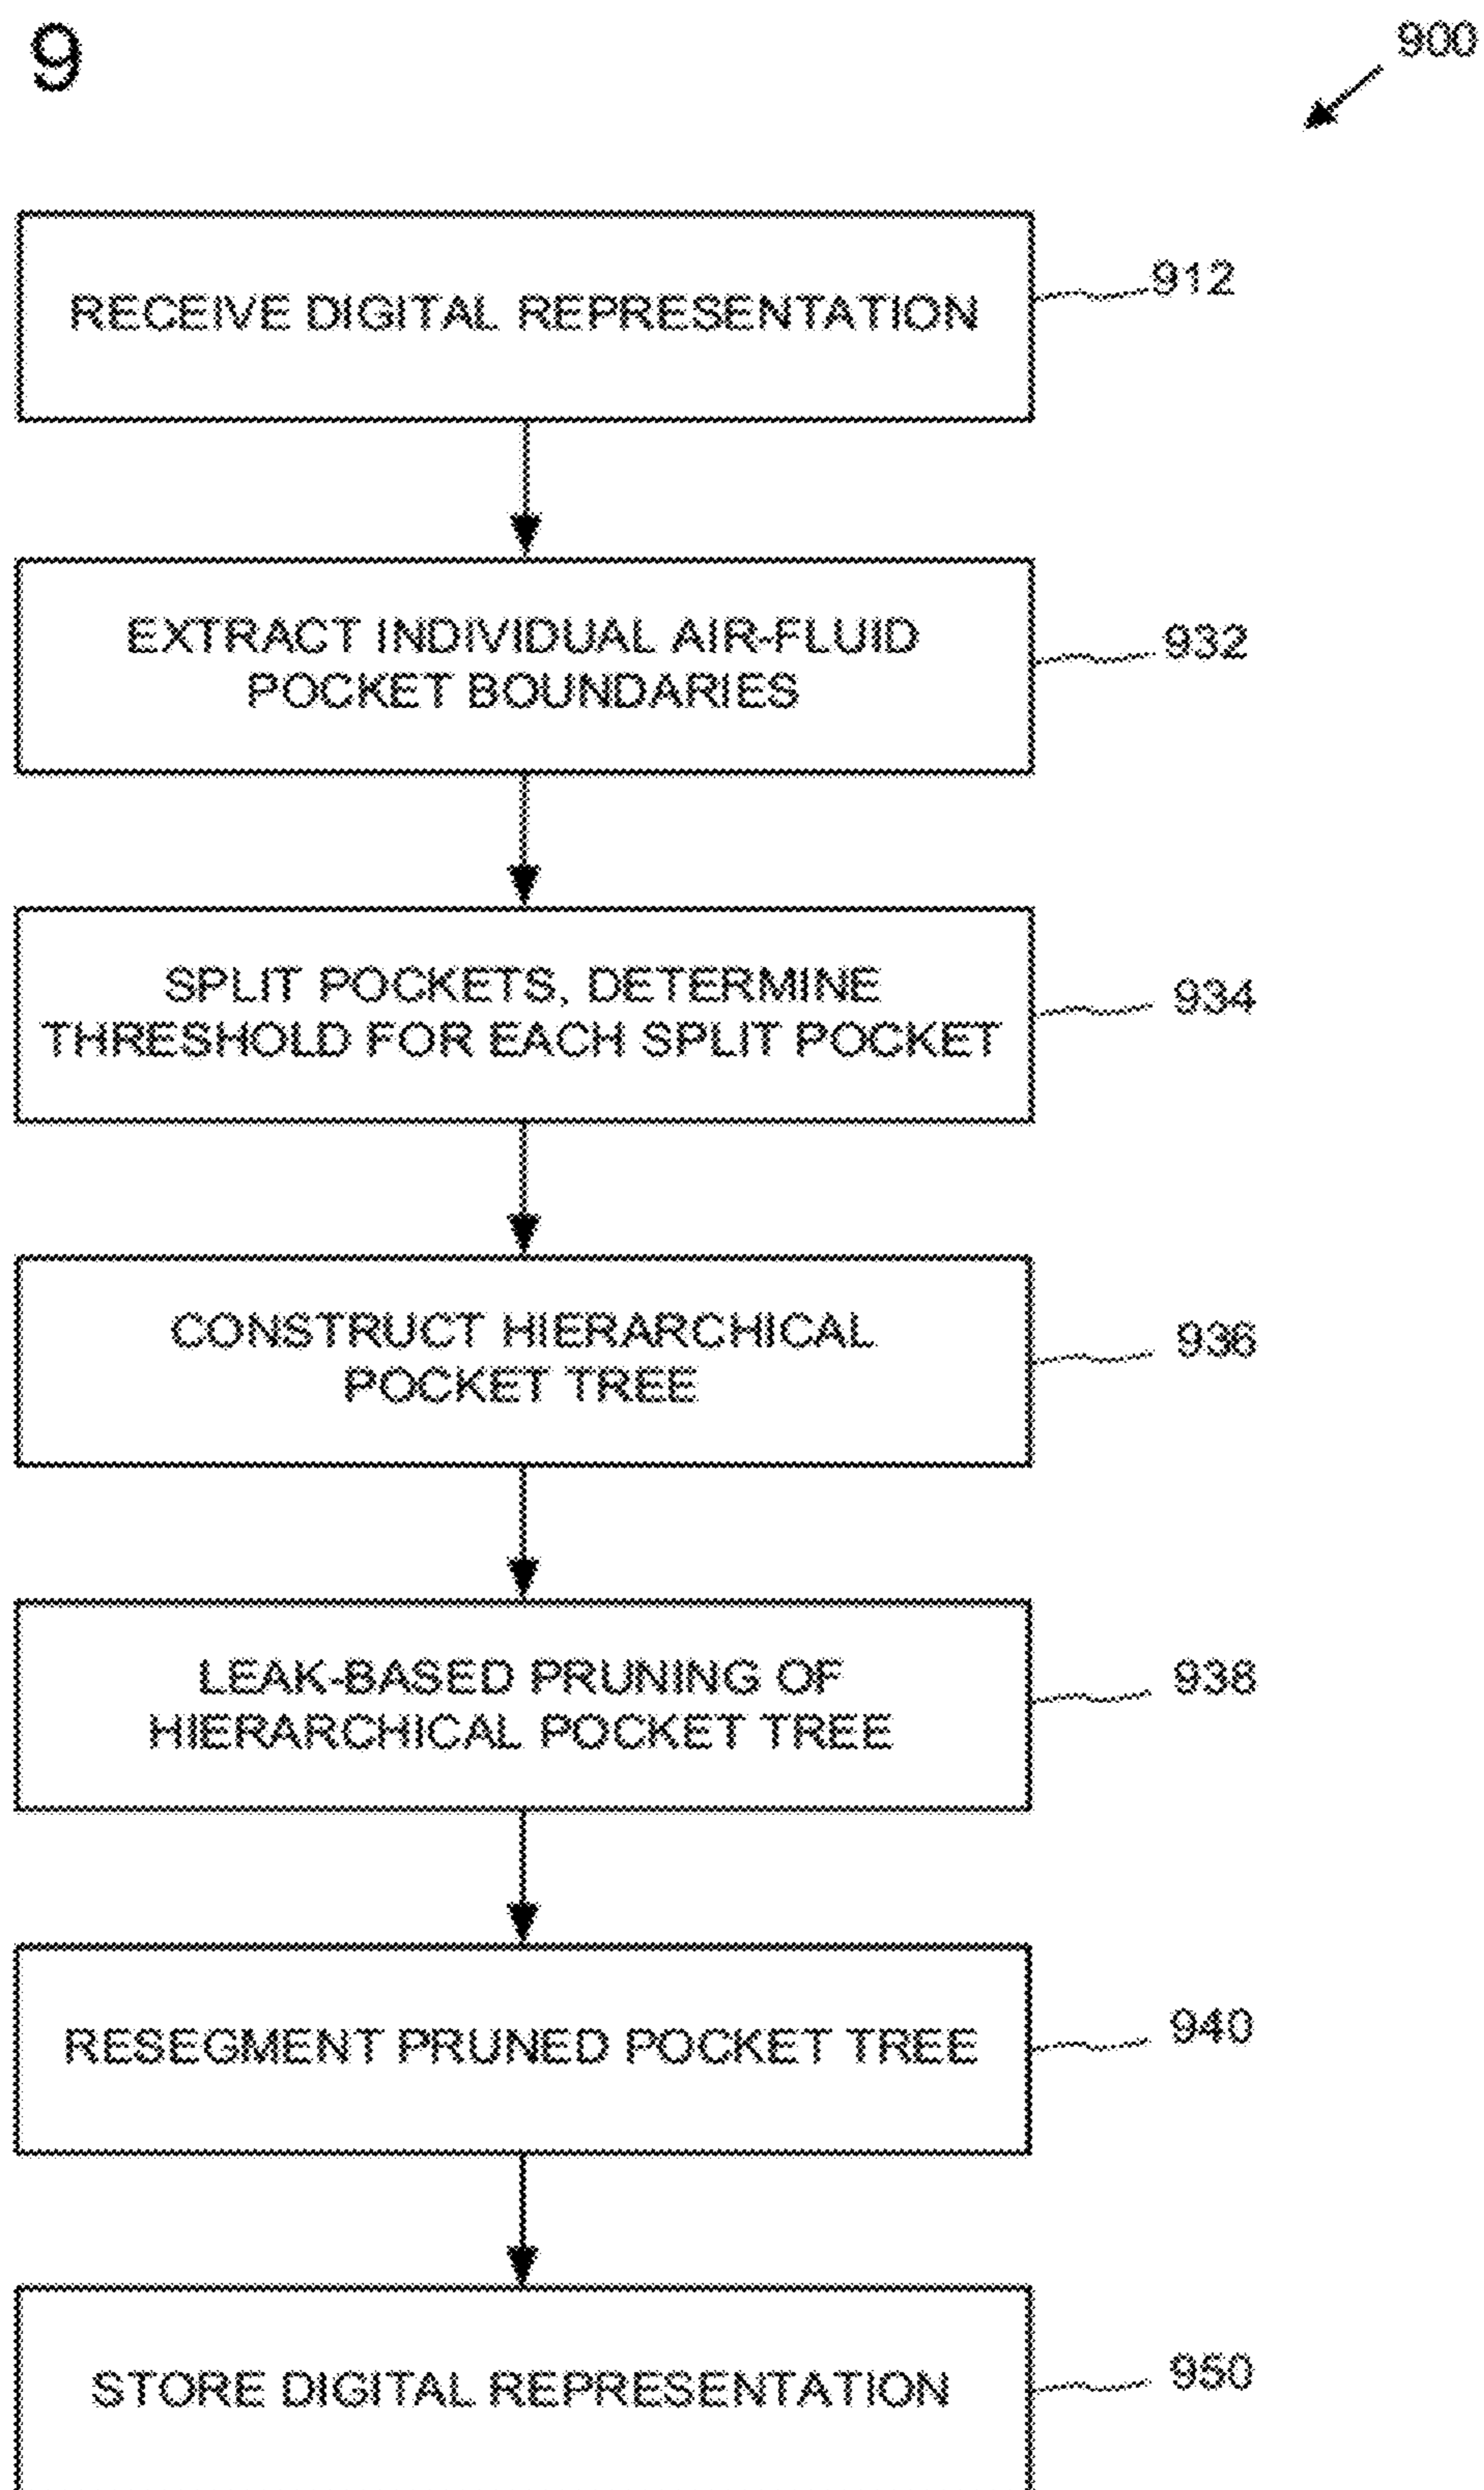 9
900
RECEIVE DIGITAL REPRESENTATION
912
EXTRACT INDIVIDUAL AIR-FLUID
POCKET BOUNDARIES
932
SPLIT POCKETS, DETERMINE
THRESHOLD FOR EACH SPLIT POCKET
934
CONSTRUCT HIERARCHICAL
POCKET TREE
936
LEAK-BASED PRUNING OF
HIERARCHICAL POCKET TREE
938
RESEGMENT PRUNED POCKET TREE
940
STORE DIGITAL REPRESENTATION
950